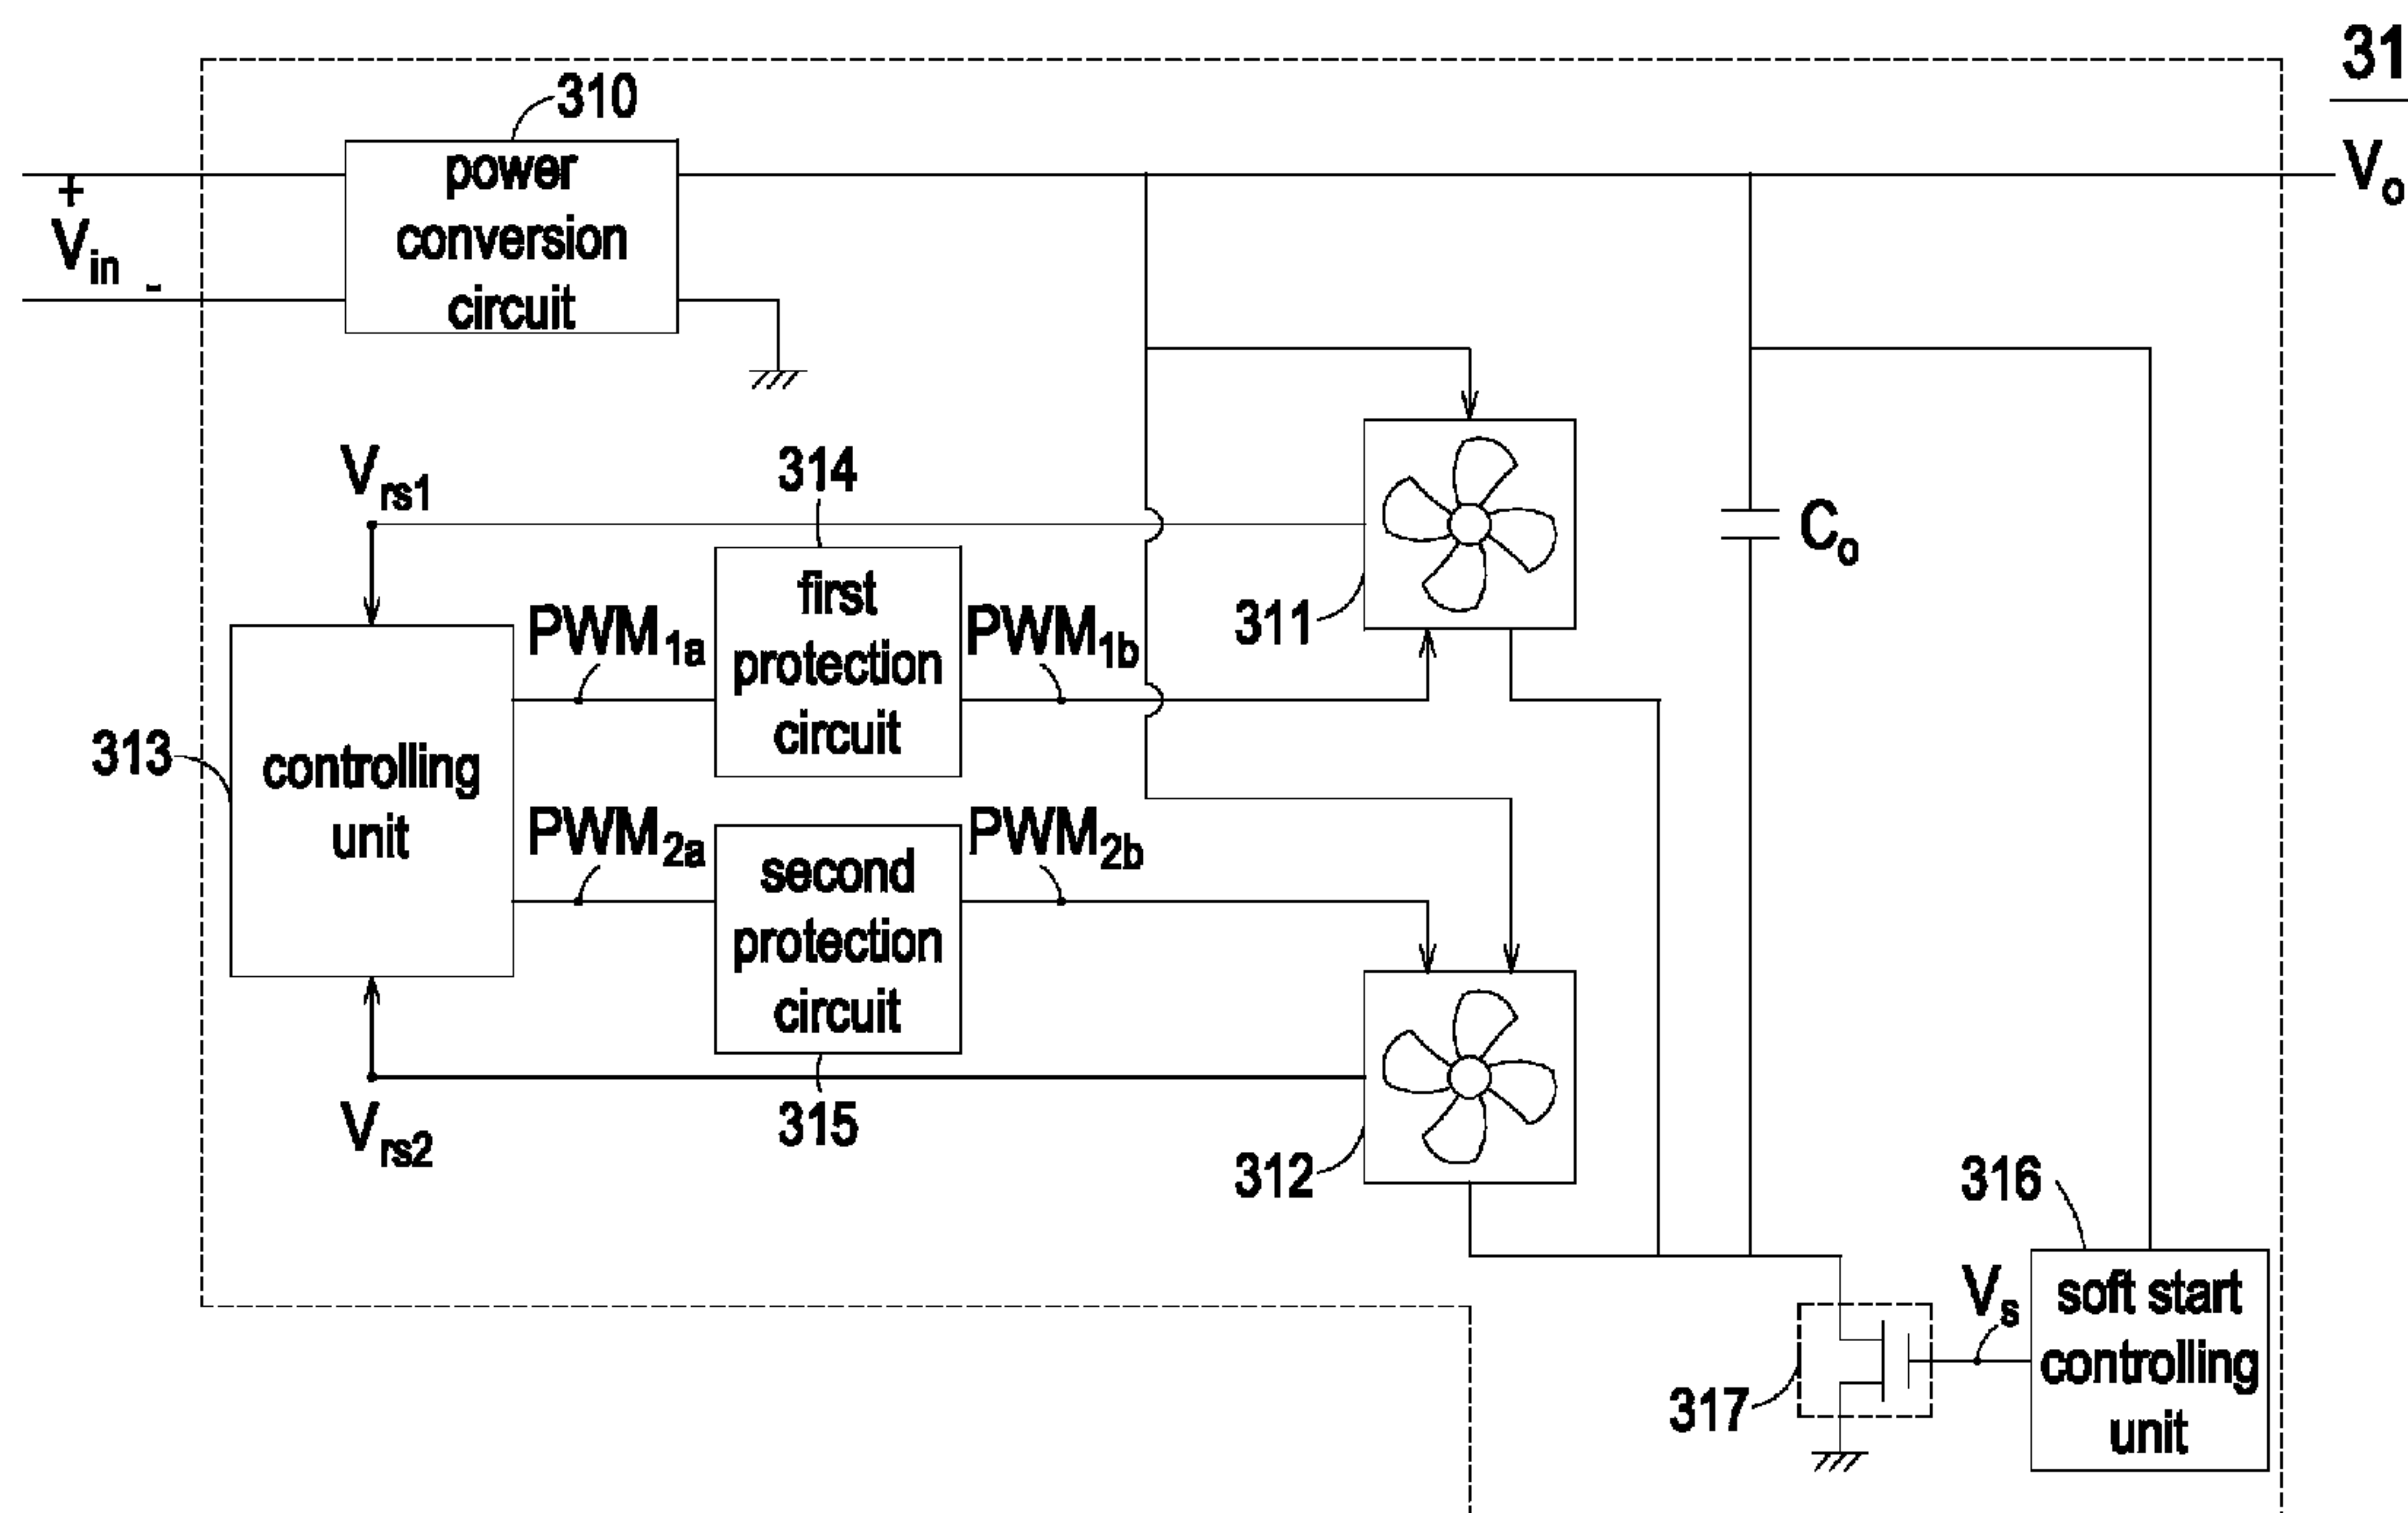 31
310
power
conversion
circuit
+
Vin
-
Vo
Vrs1
314
first
protection
circuit
PWM1a
PWM1b
311
Co
313
controlling
unit
PWM2a
second
protection
circuit
PWM2b
Vrs2
315
312
316
Vs
soft start
controlling
unit
317